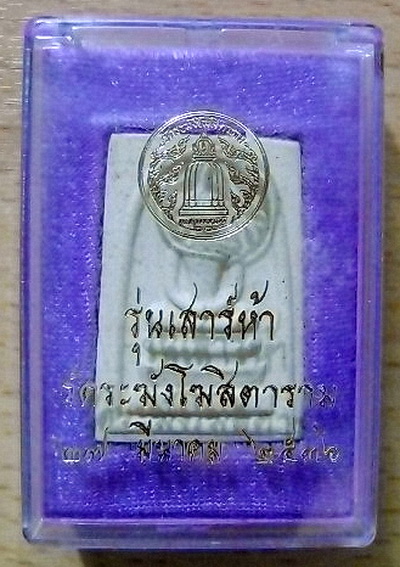 รุ่นเสาร์ห้า
วัดระฆังโฆสิตาราม
๒๗ มีนาคม ๒๕๓๖